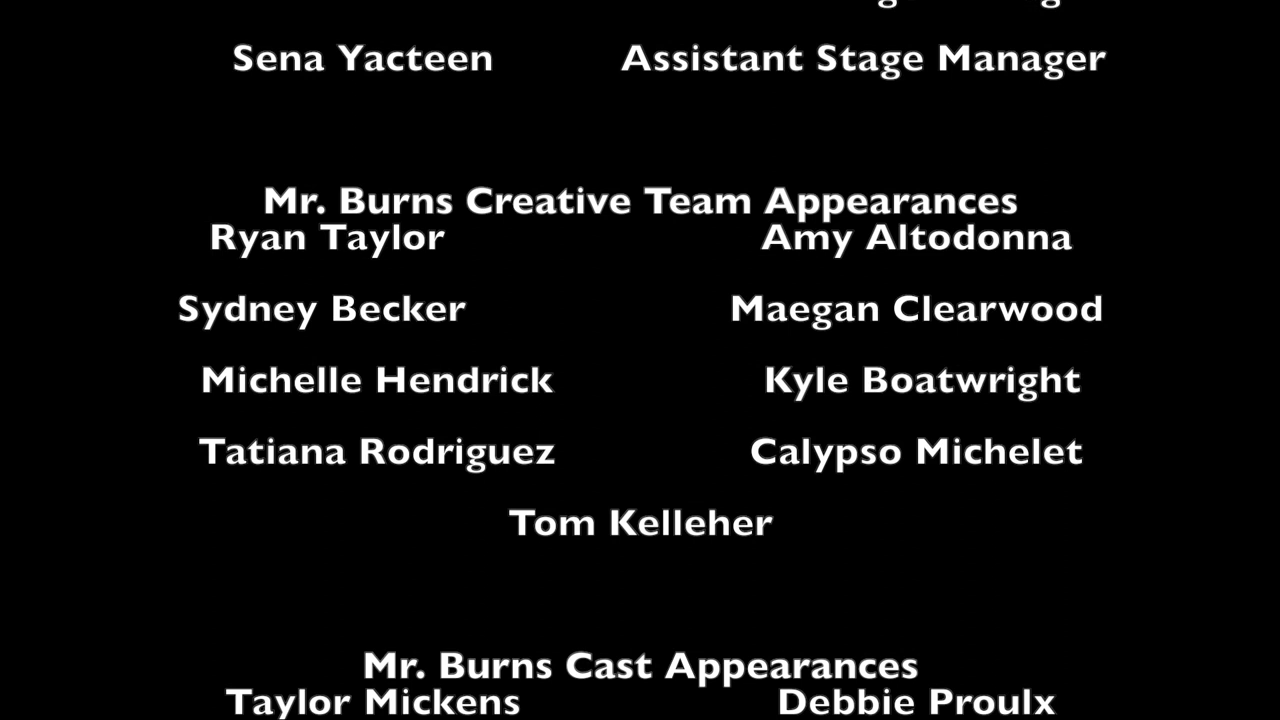 Sena Yacteen Assistant Stage Manager
Mr. Burns Creative Team Appearances
Ryan Taylor Amy Altodonna
Sydney Becker Maegan Clearwood
Michelle Hendrick Kyle Boatwright
Tatiana Rodriguez Calypso Michelet
Tom Kelleher
Mr. Burns Cast Appearances
Taylor Mickens Debbie Proulx